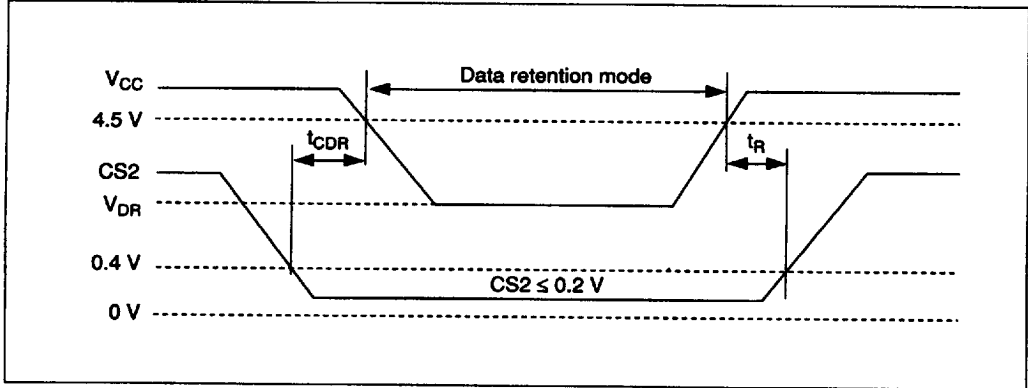 Data retention mode
VCC
4.5 V
tCDR
tR
CS2
VDR
0.4 V
CS2 ≤ 0.2 V
0 V